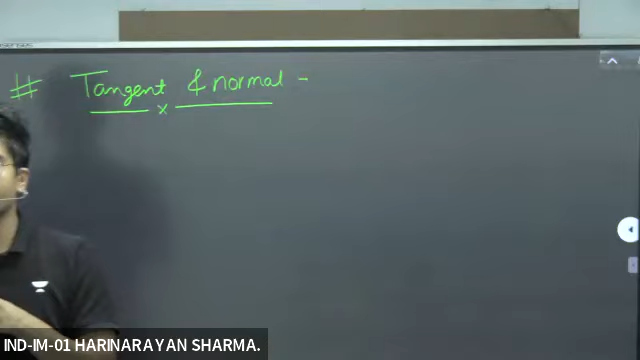 # Tangent & normal -
x
IND-IM-01 HARINARAYAN SHARMA.